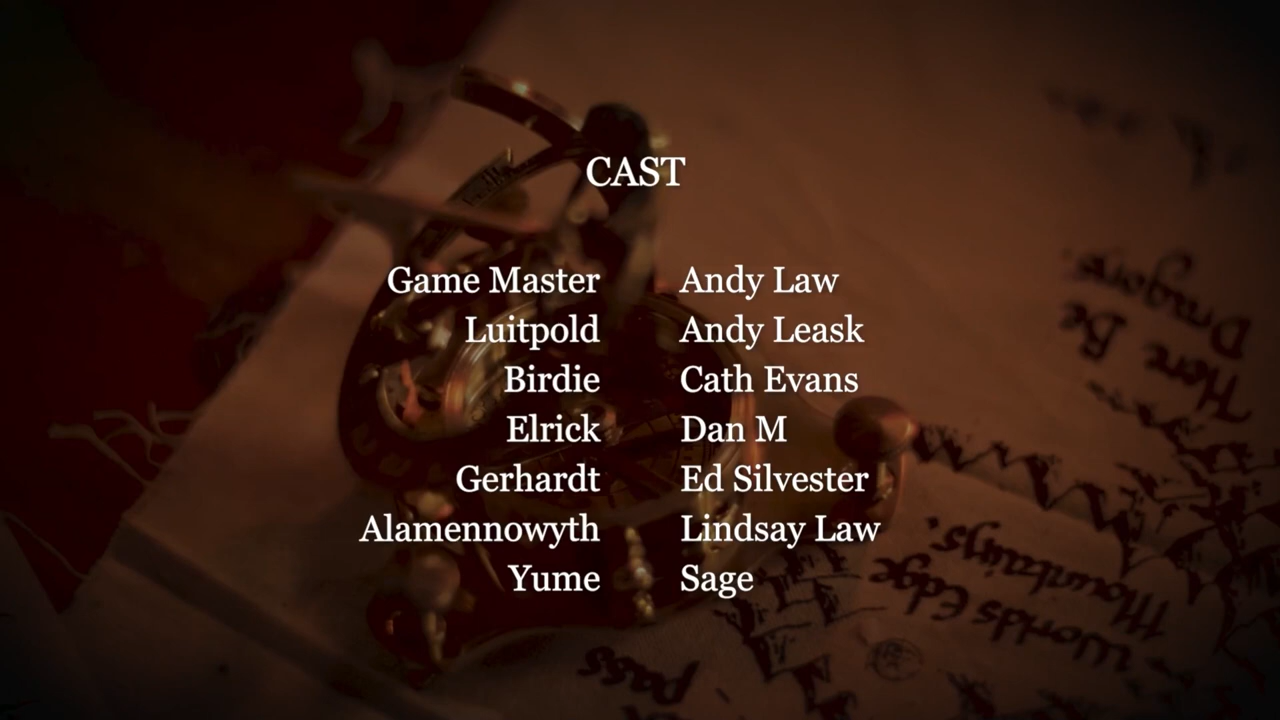 CAST
Game Master Andy Law
Luitpold Andy Leask
Birdie Cath Evans
Elrick Dan M
Gerhardt Ed Silvester
Alamennowyth Lindsay Law
Yume Sage
Here Be
Dragons
Worlds Edge
Mountains.
pass